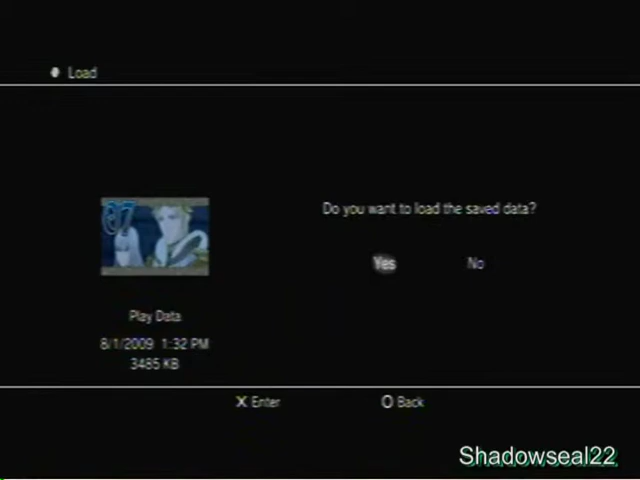 Load
07
Do you want to load the saved data?
Yes No
Play Data
8/1/2009 1:32 PM
3485 KB
X Enter O Back
Shadowseal22